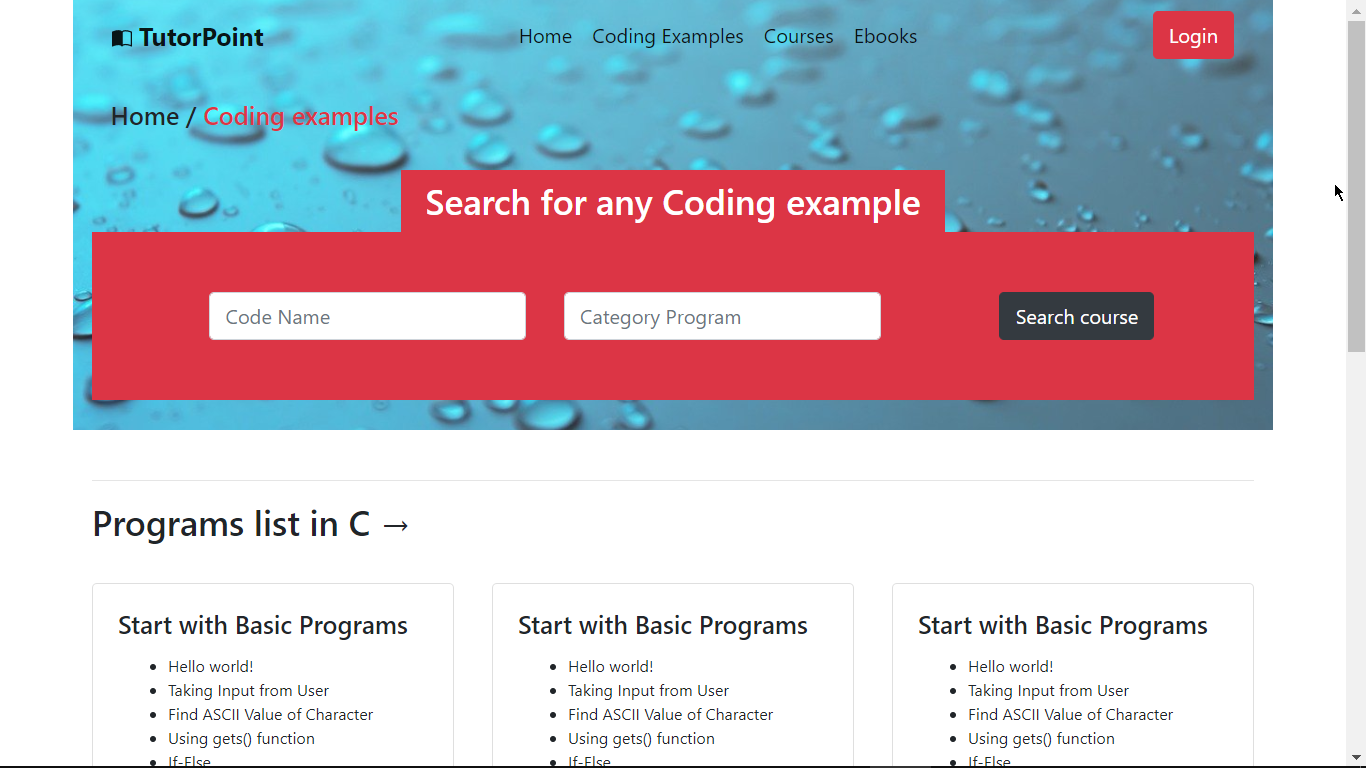 TutorPoint Home Coding Examples Courses Ebooks Login
Home / Coding examples
Search for any Coding example
Code Name Category Program Search course
Programs list in C →
Start with Basic Programs Start with Basic Programs Start with Basic Programs
Hello world! Hello world! Hello world!
Taking Input from User Taking Input from User Taking Input from User
Find ASCII Value of Character Find ASCII Value of Character Find ASCII Value of Character
Using gets() function Using gets() function Using gets() function
If-Else If-Else If-Else